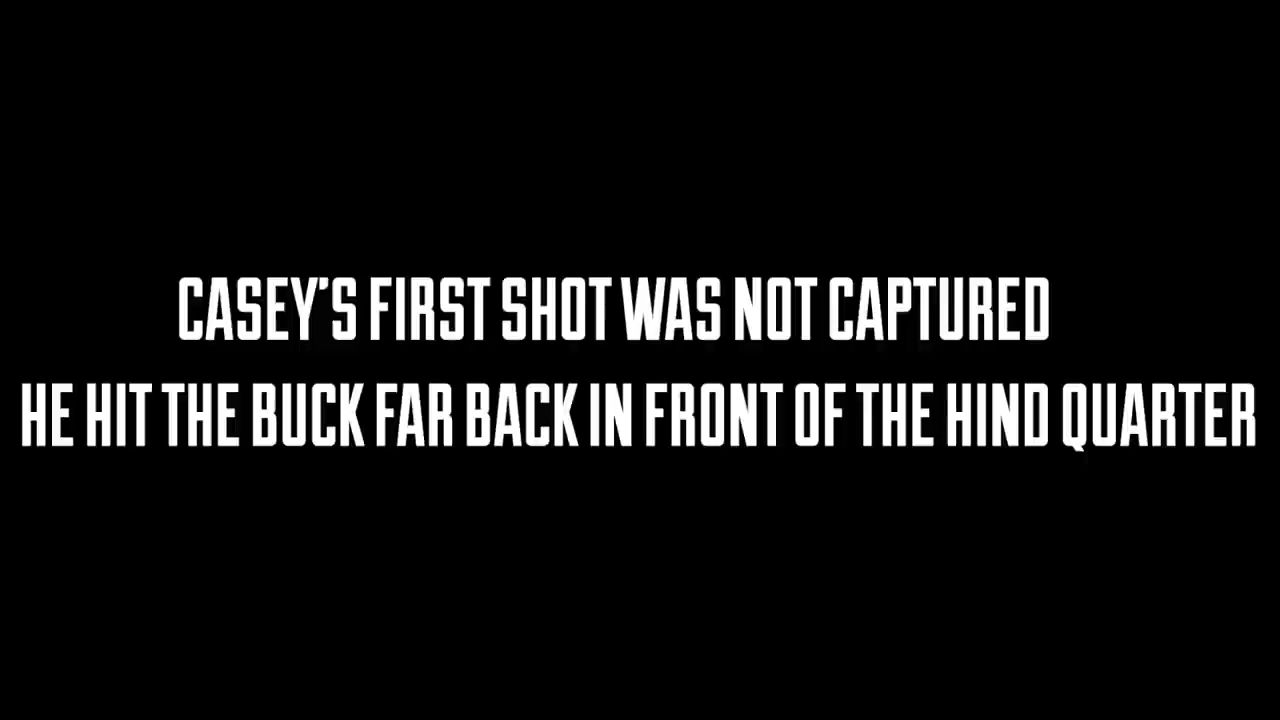 CASEY'S FIRST SHOT WAS NOT CAPTURED
HE HIT THE BUCK FAR BACK IN FRONT OF THE HIND QUARTER